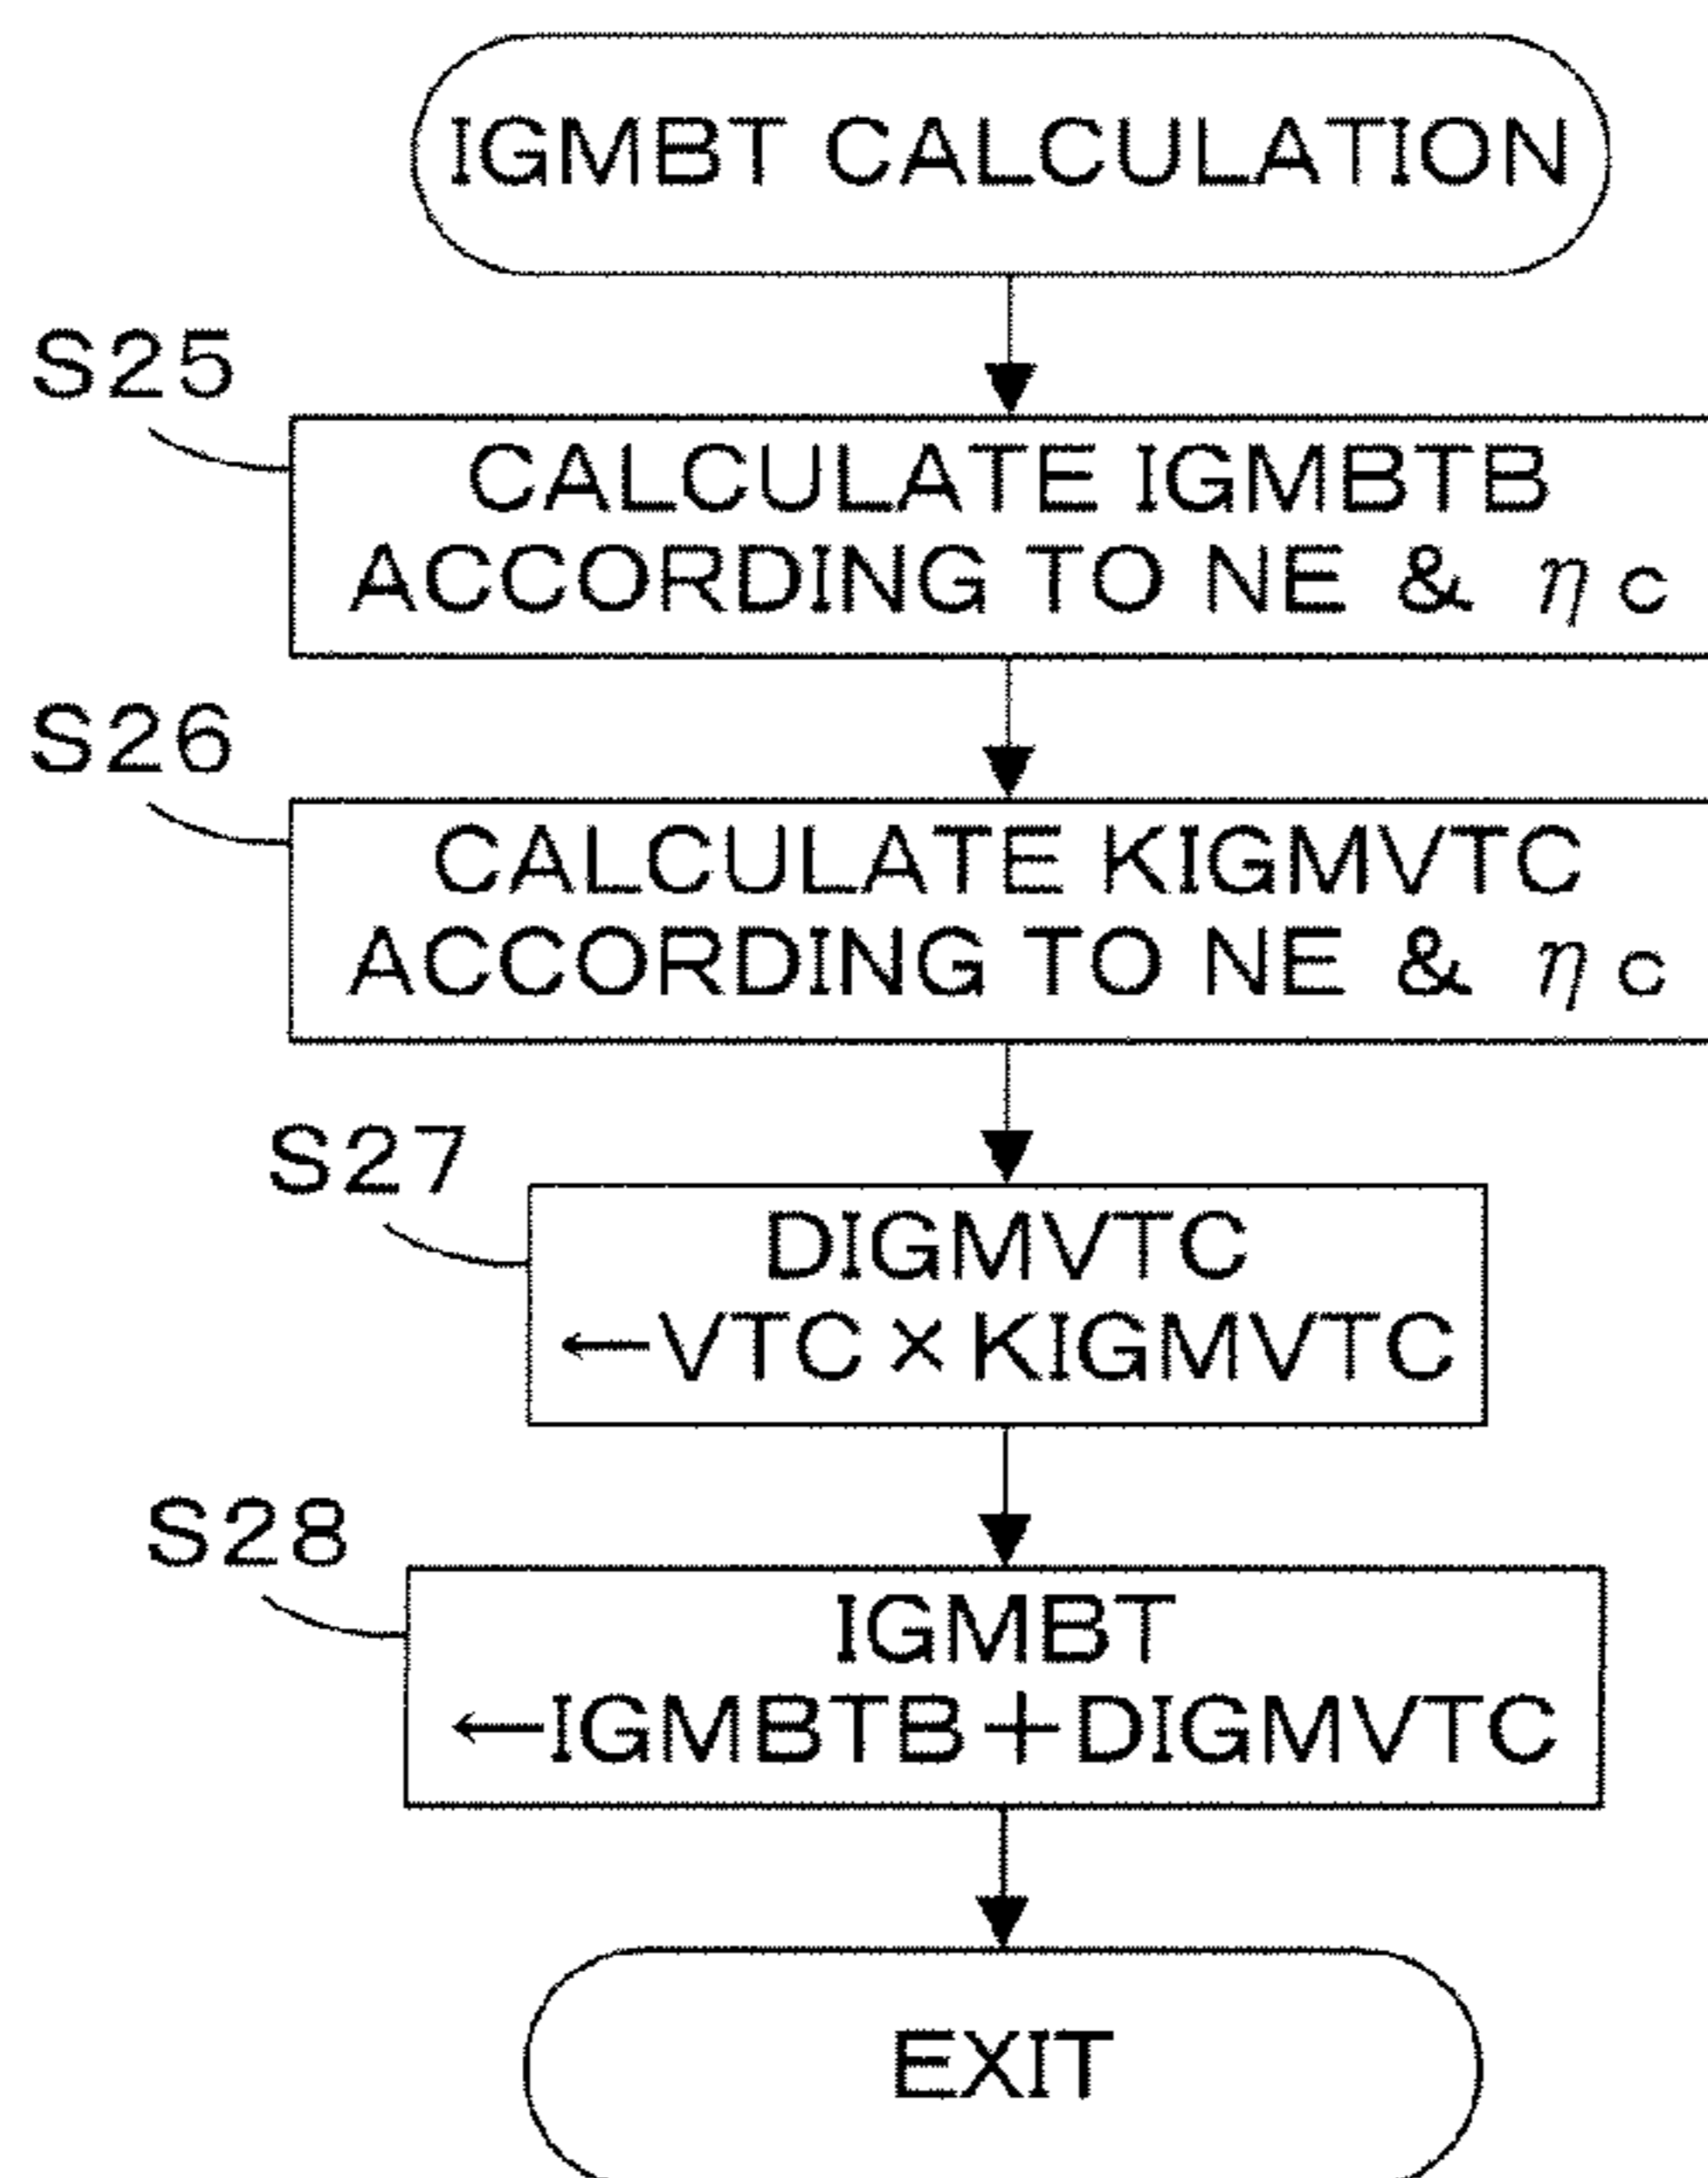 IGMBT CALCULATION
S25
CALCULATE IGMBTB
ACCORDING TO NE & ηc
S26
CALCULATE KIGMVTC
ACCORDING TO NE & ηc
S27
DIGMVTC
←VTC×KIGMVTC
S28
IGMBT
←IGMBTB+DIGMVTC
EXIT